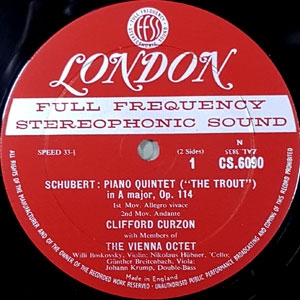 FULL FREQUENCY
FFSS
LONDON
FULL FREQUENCY
STEREOPHONIC SOUND
SPEED 33⅓
(2 Sides)
1
N
CS.6090
SCHUBERT: PIANO QUINTET ("THE TROUT")
in A major, Op. 114
1st Mov. Allegro vivace
2nd Mov. Andante
CLIFFORD CURZON
with Members of
THE VIENNA OCTET
Willi Boskovsky, Violin; Nikolaus Hübner, 'Cello;
Günther Breitenbach, Viola;
Johann Krump, Double-Bass
ALL RIGHTS OF THE MANUFACTURER AND OF THE OWNER OF THE RECORDED WORK RESERVED
UNAUTHORISED PUBLIC PERFORMANCE BROADCASTING AND COPYING OF THIS RECORD PROHIBITED
MADE IN ENGLAND